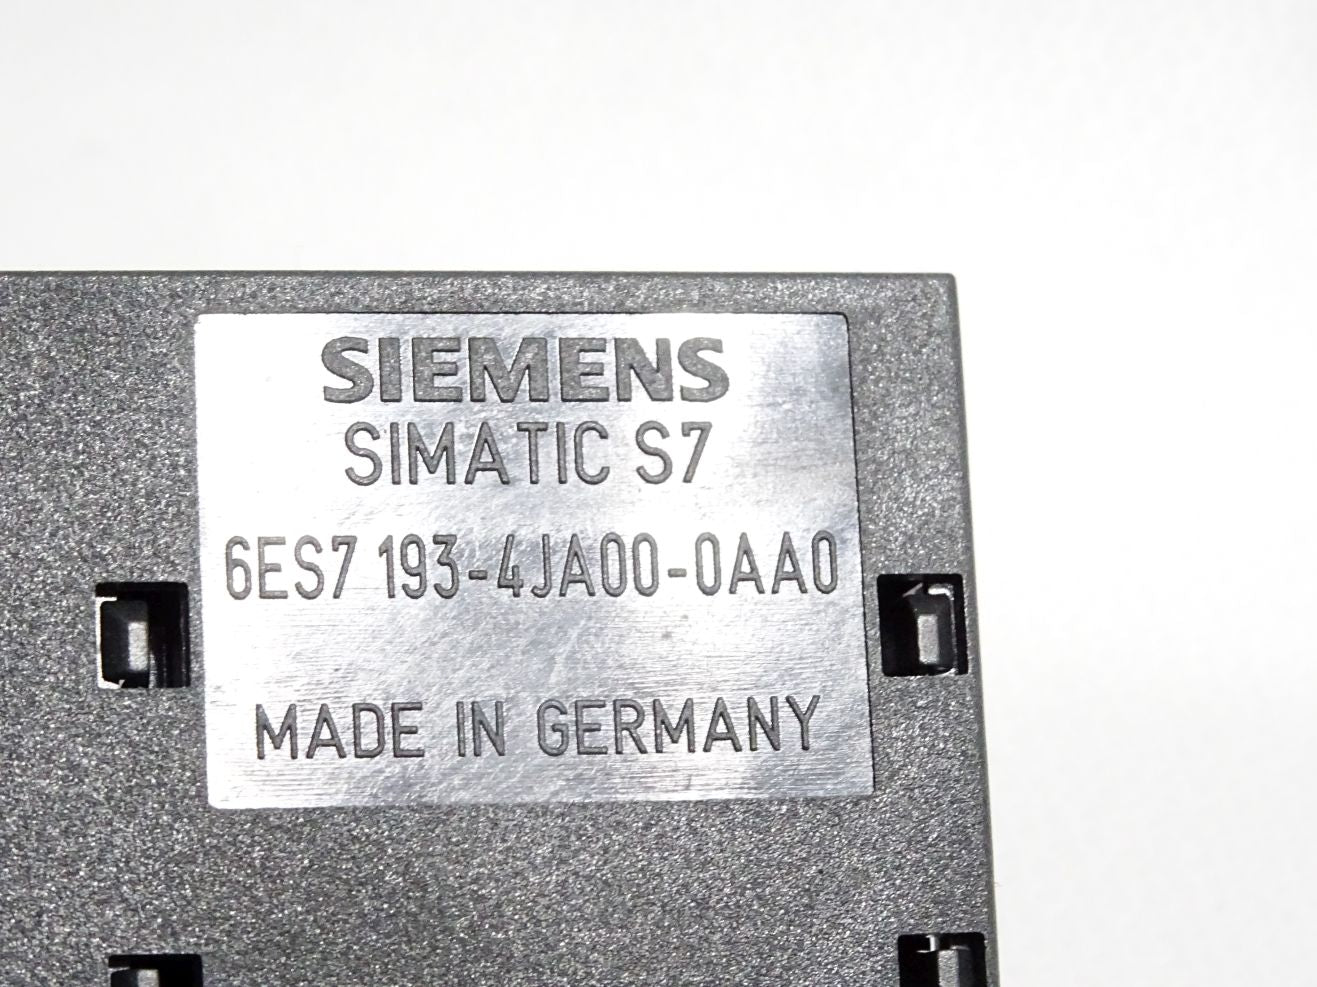 SIEMENS
SIMATIC S7
6ES7 193-4JA00-0AA0
MADE IN GERMANY